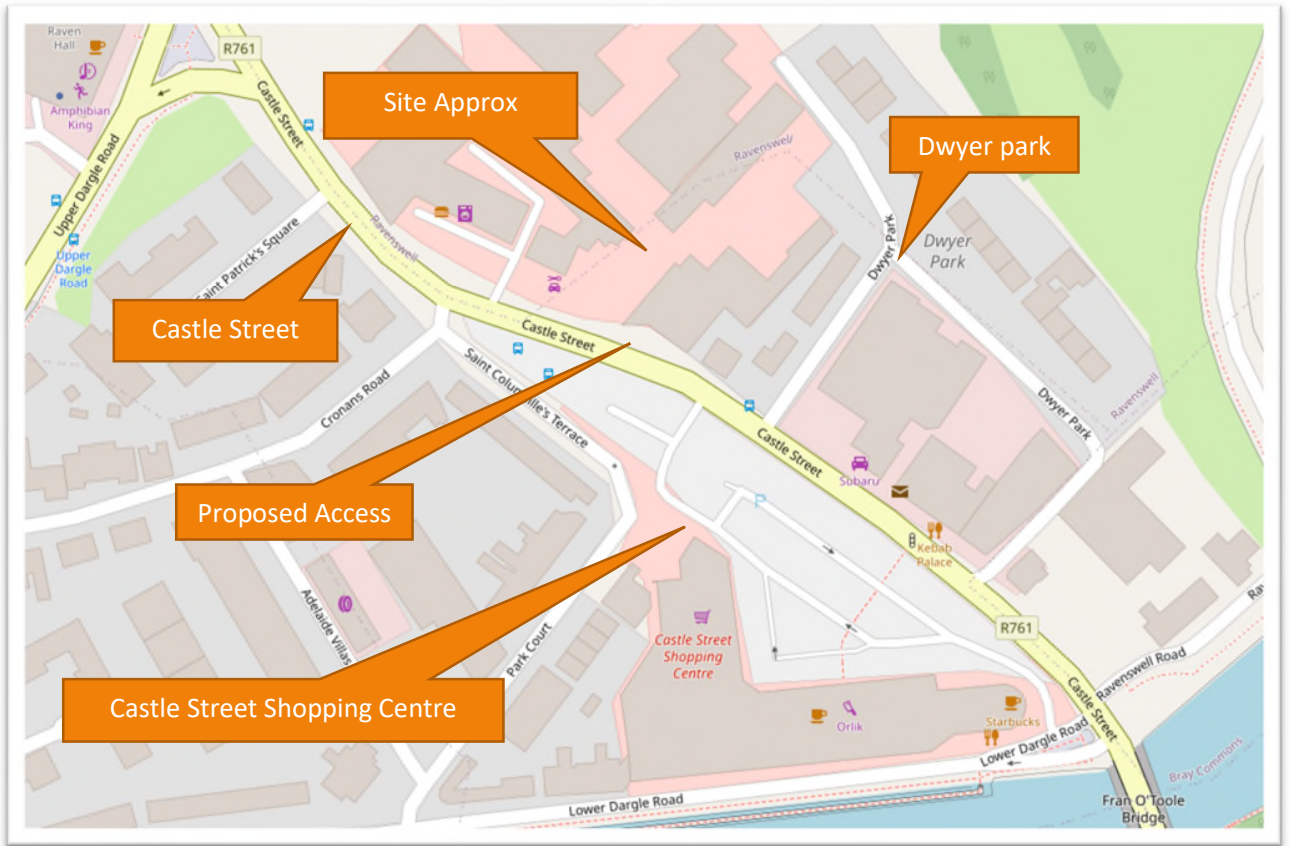 Raven
Hall
R761
Amphibian
King
Castle Street
Site Approx
Dwyer park
Upper Dargle Road
Dwyer Park
Dwyer
Park
Ravenswell
Upper
Dargle
Road
Saint Patrick's Square
Castle Street
Castle Street
Saint Columcille's Terrace
Cronans Road
Dwyer Park
Ravenswell
Castle Street
Subaru
P
Proposed Access
Kebab
Palace
Adelaide Villas
Park Court
Castle Street
Shopping
Centre
R761
Ravenswell Road
Castle Street
Castle Street Shopping Centre
Orlik
Starbucks
Lower Dargle Road
Bray Commons
Lower Dargle Road
Fran O'Toole
Bridge